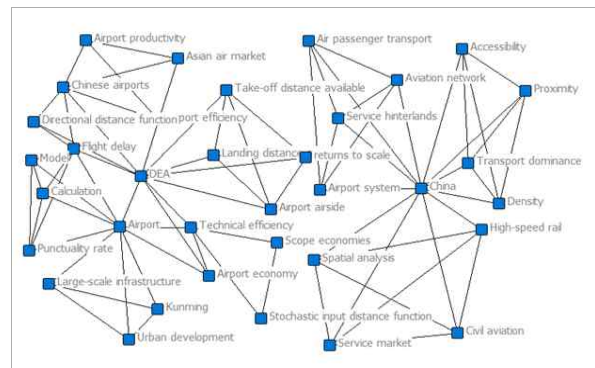 Airport productivity
Air passenger transport
Accessibility
Asian air market
Aviation network
Chinese airports
Take-off distance available
Proximity
Directional distance function
port efficiency
Service hinterlands
Flight delay
Landing distance
returns to scale
Model
Transport dominance
DEA
Calculation
Airport system
China
Density
Airport airside
Airport
Technical efficiency
High-speed rail
Punctuality rate
Scope economies
Spatial analysis
Airport economy
Large-scale infrastructure
Kunming
Stochastic input distance function
Urban development
Service market
Civil aviation